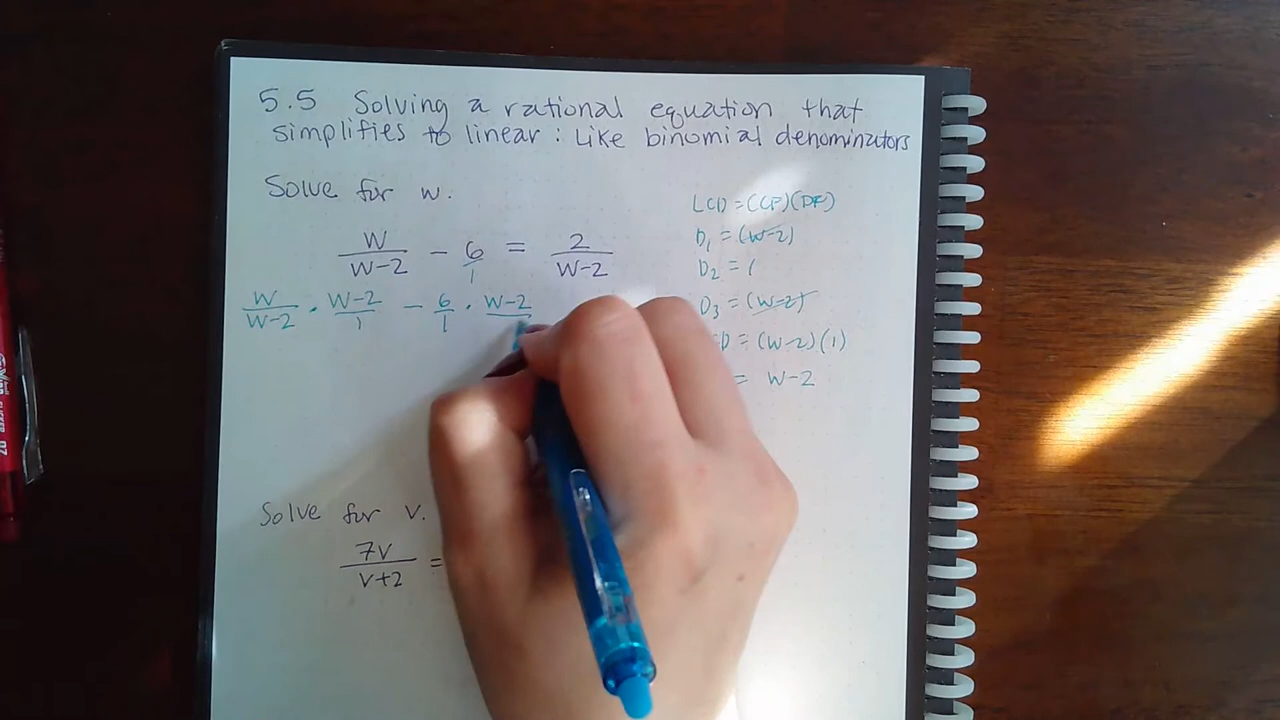 5.5 Solving a rational equation that
simplifies to linear : Like binomial denominators
Solve for w.
W/(W-2) - 6/1 = 2/(W-2)
W/(W-2) · (W-2)/1 - 6/1 · (W-2)/
LCD = (CF)(DF)
D₁ = (W-2)
D₂ = 1
D₃ = (W-2)
D = (W-2)(1)
= W-2
Solve for v.
7v/(v+2) =